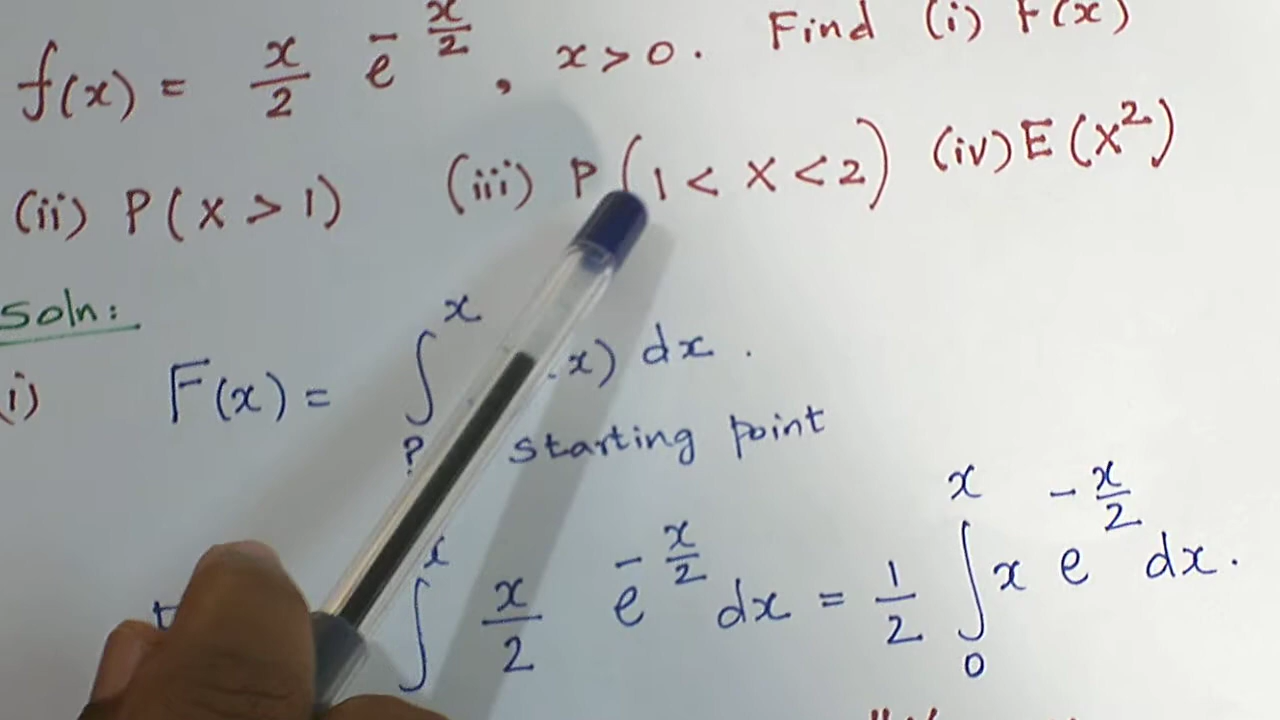 f(x) = x/2 e^(-x/2), x > 0. Find (i) F(x)
(ii) P(X > 1) (iii) P(1 < X < 2) (iv) E(X²)
Soln:
(i) F(x) = ∫_?^x x) dx.
starting point
∫^x x/2 e^(-x/2) dx = 1/2 ∫_0^x x e^(-x/2) dx.